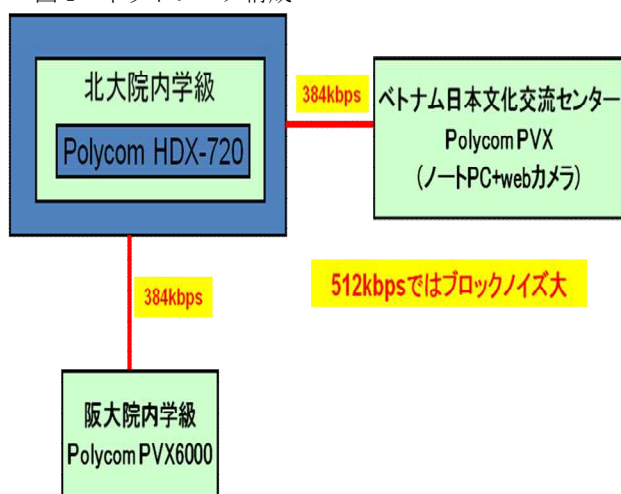 北大院内学級
Polycom HDX-720
384kbps
ベトナム日本文化交流センター
Polycom PVX
(ノートPC+webカメラ)
512kbpsではブロックノイズ大
384kbps
阪大院内学級
Polycom PVX6000